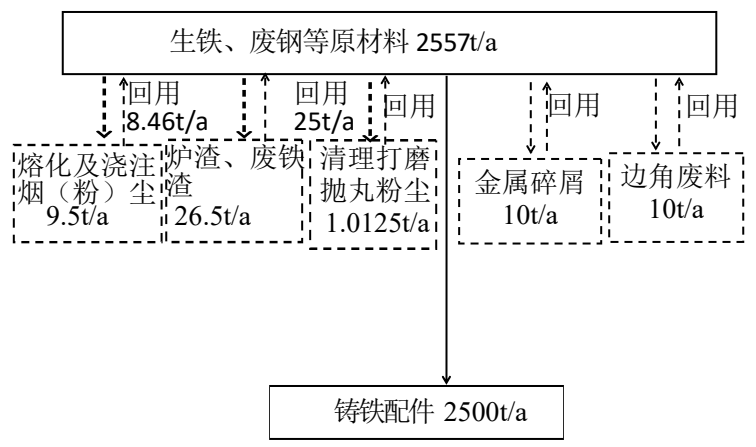 生铁、废钢等原材料 2557t/a
回用
8.46t/a
回用
25t/a
回用
回用
回用
熔化及浇注
烟（粉）尘
9.5t/a
炉渣、废铁
渣
26.5t/a
清理打磨
抛丸粉尘
1.0125t/a
金属碎屑
10t/a
边角废料
10t/a
铸铁配件 2500t/a